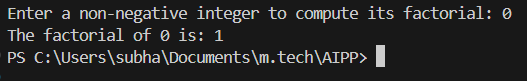 Enter a non-negative integer to compute its factorial: 0
The factorial of 0 is: 1
PS C:\Users\subha\Documents\m.tech\AIPP>